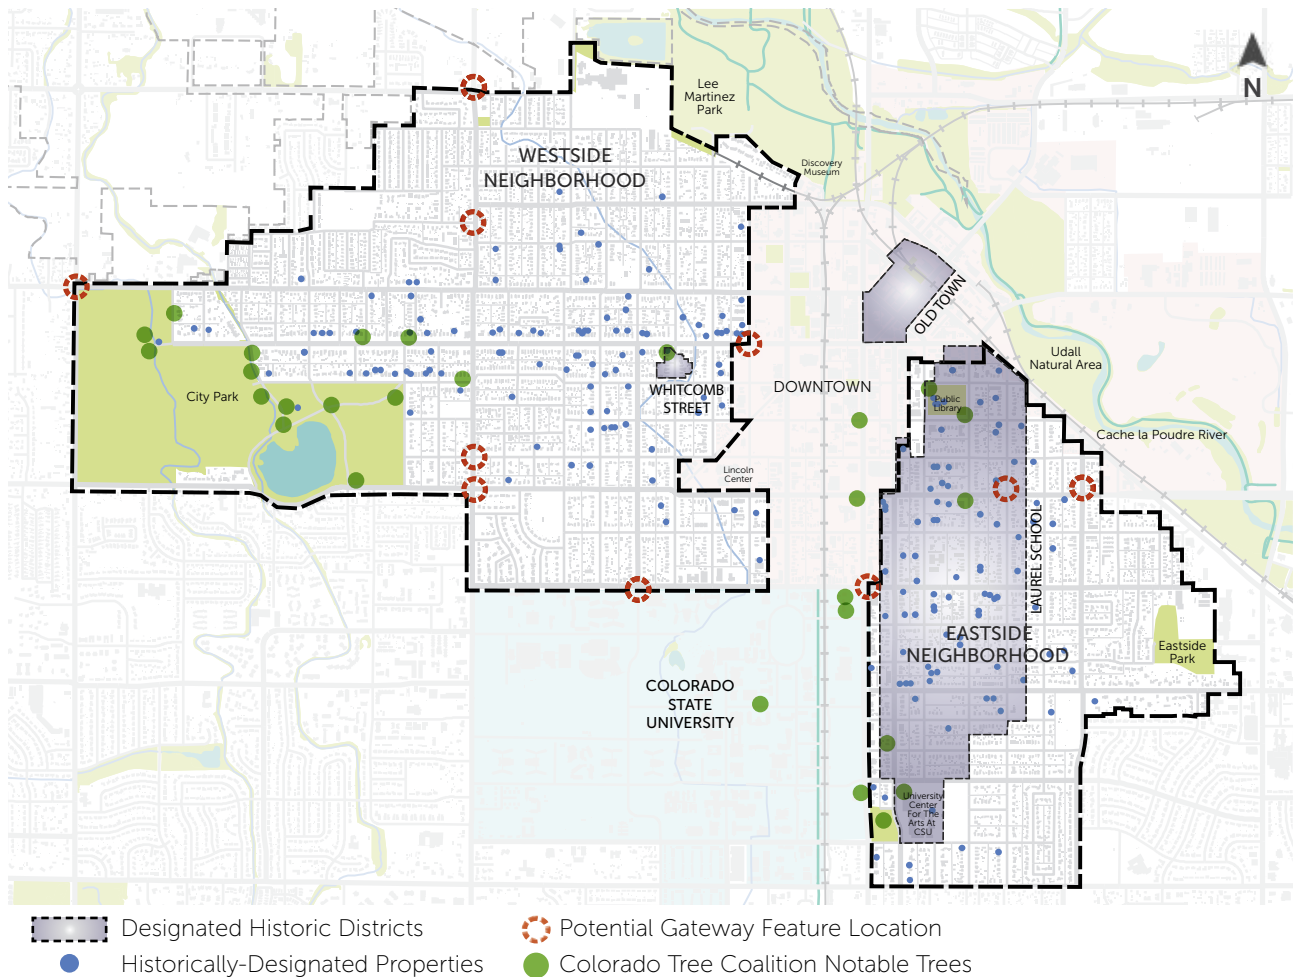 N
Lee
Martinez
Park
WESTSIDE
NEIGHBORHOOD
Discovery
Museum
OLD TOWN
Udall
Natural Area
City Park
WHITCOMB
STREET
DOWNTOWN
Public
Library
Cache la Poudre River
Lincoln
Center
LAUREL SCHOOL
EASTSIDE
NEIGHBORHOOD
Eastside
Park
COLORADO
STATE
UNIVERSITY
University
Center
For The
Arts At
CSU
Designated Historic Districts
Potential Gateway Feature Location
Historically-Designated Properties
Colorado Tree Coalition Notable Trees